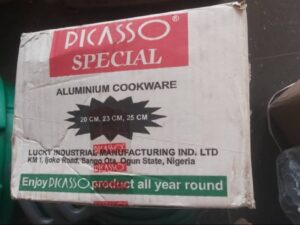 PICASSO®
SPECIAL
ALUMINIUM COOKWARE
20 CM, 23 CM, 25 CM
LUCKY INDUSTRIAL MANUFACTURING IND. LTD
KM 1, Ijoko Road, Sango Ota, Ogun State, Nigeria
Enjoy PICASSO product all year round